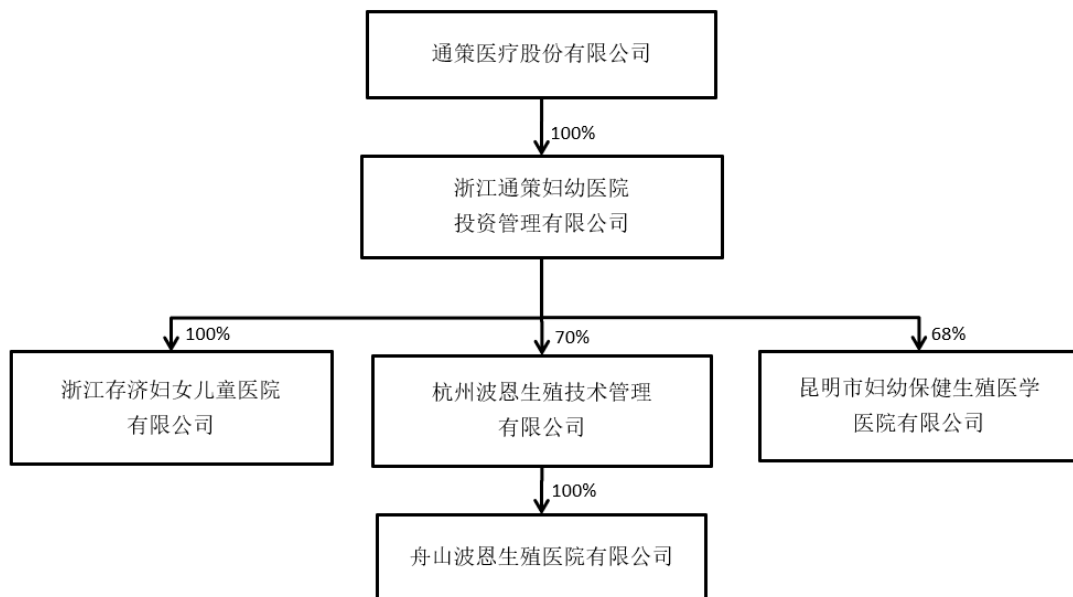 通策医疗股份有限公司
100%
浙江通策妇幼医院
投资管理有限公司
100%
70%
68%
浙江存济妇女儿童医院
有限公司
杭州波恩生殖技术管理
有限公司
昆明市妇幼保健生殖医学
医院有限公司
100%
舟山波恩生殖医院有限公司